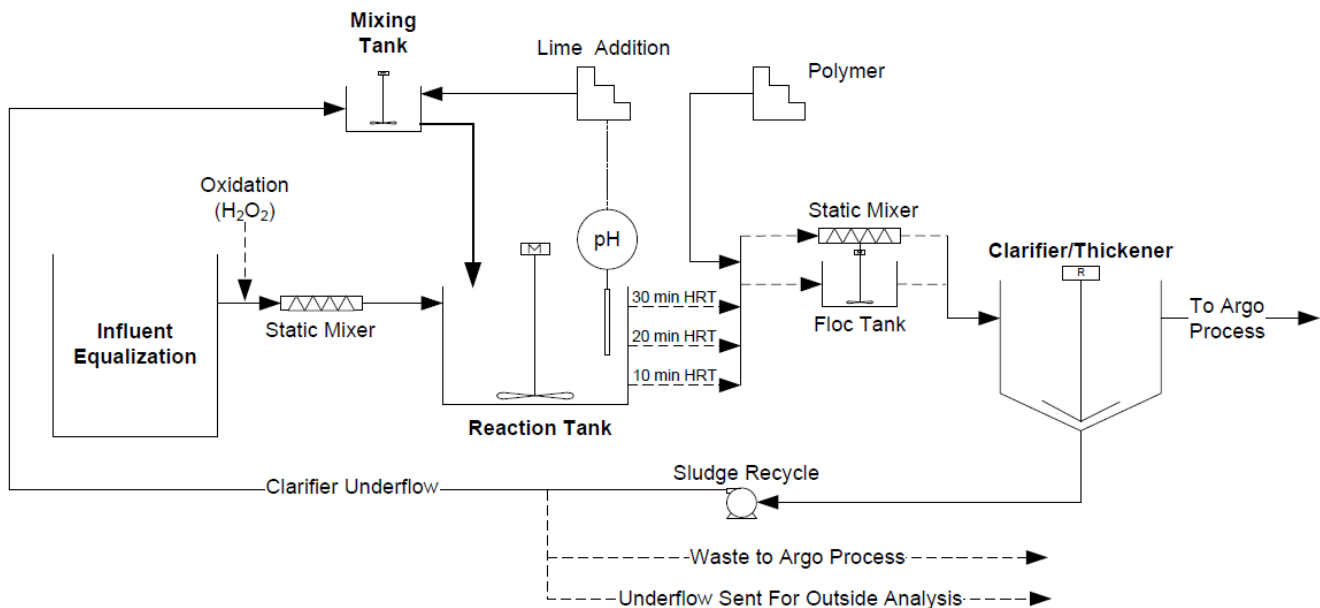 Mixing
Tank
Lime Addition
Polymer
Oxidation
(H₂O₂)
pH
Static Mixer
M
Clarifier/Thickener
R
Influent
Equalization
Static Mixer
30 min HRT
20 min HRT
10 min HRT
Floc Tank
To Argo
Process
Reaction Tank
Clarifier Underflow
Sludge Recycle
Waste to Argo Process
Underflow Sent For Outside Analysis